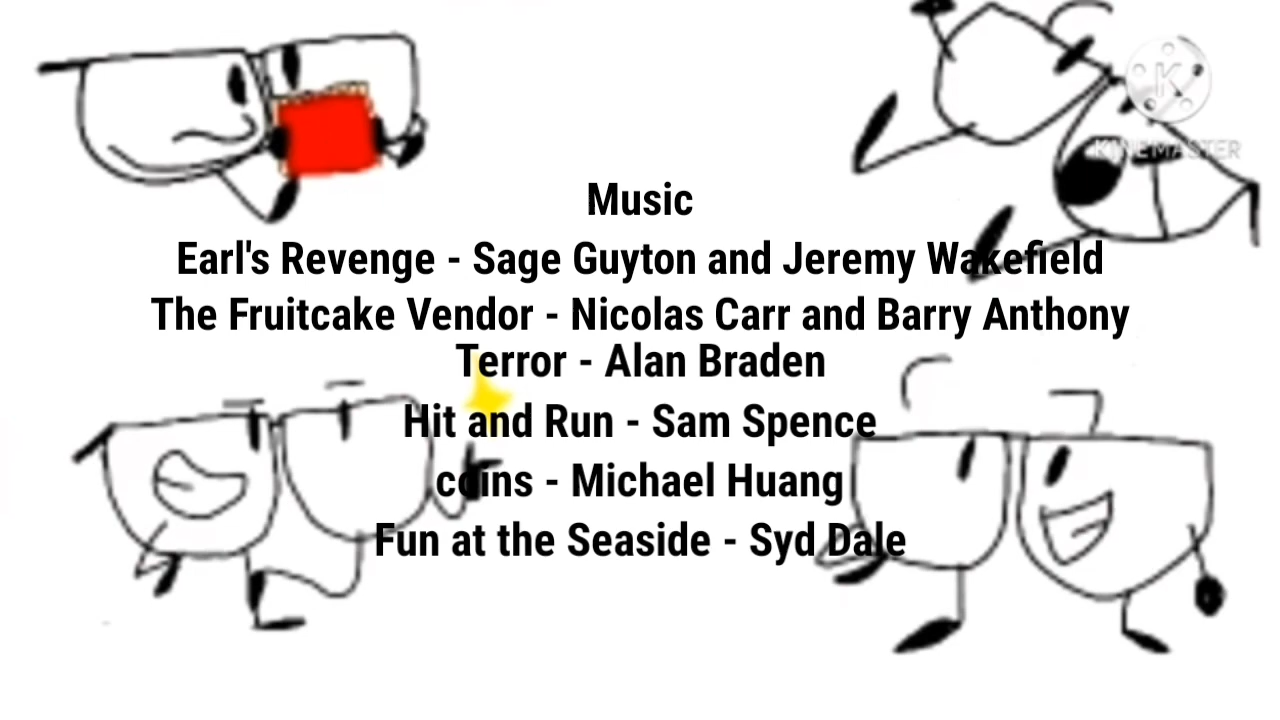 K
KINEMASTER
Music
Earl's Revenge - Sage Guyton and Jeremy Wakefield
The Fruitcake Vendor - Nicolas Carr and Barry Anthony
Terror - Alan Braden
Hit and Run - Sam Spence
coins - Michael Huang
Fun at the Seaside - Syd Dale